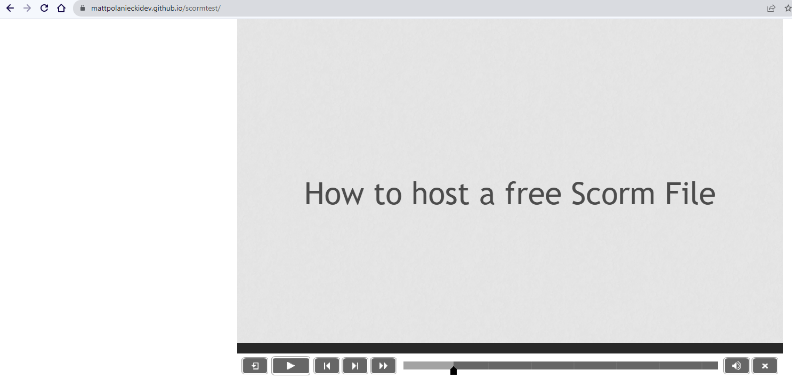 mattpolanieckidev.github.io/scormtest/
How to host a free Scorm File